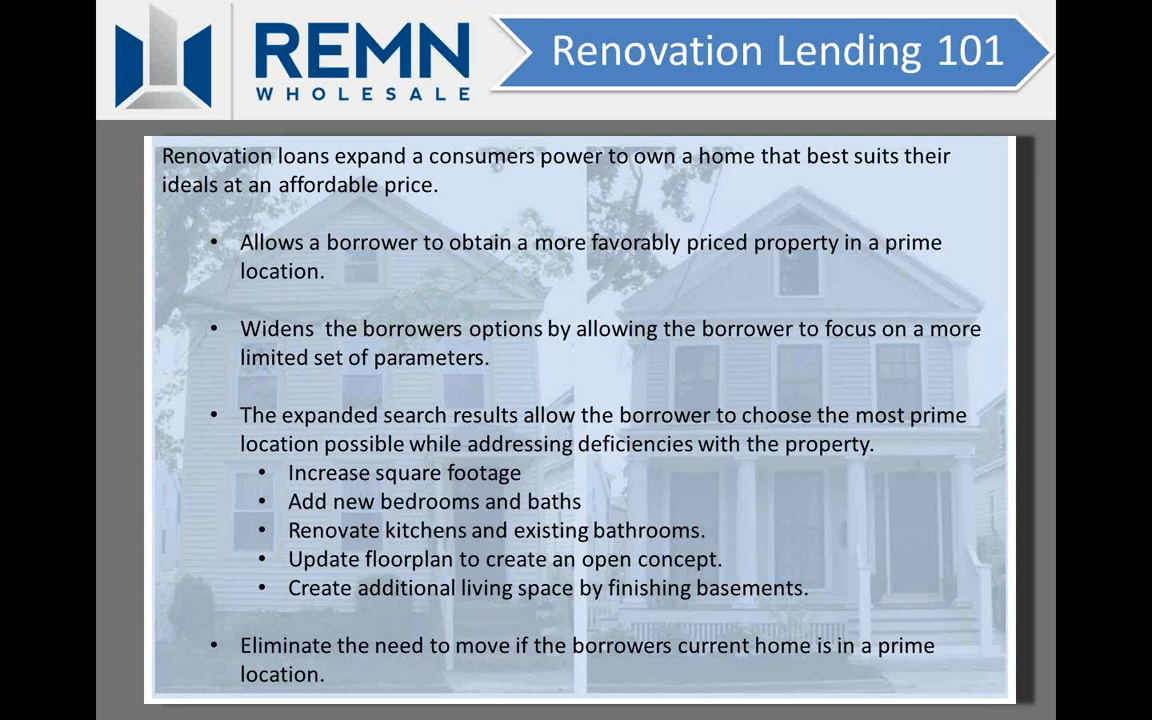 REMN
WHOLESALE
Renovation Lending 101
Renovation loans expand a consumers power to own a home that best suits their
ideals at an affordable price.
• Allows a borrower to obtain a more favorably priced property in a prime
location.
• Widens  the borrowers options by allowing the borrower to focus on a more
limited set of parameters.
• The expanded search results allow the borrower to choose the most prime
location possible while addressing deficiencies with the property.
• Increase square footage
• Add new bedrooms and baths
• Renovate kitchens and existing bathrooms.
• Update floorplan to create an open concept.
• Create additional living space by finishing basements.
• Eliminate the need to move if the borrowers current home is in a prime
location.